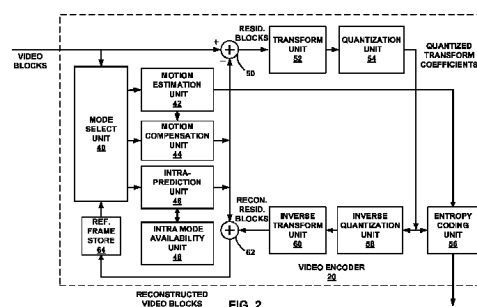 VIDEO
BLOCKS
+
–
50
RESID.
BLOCKS
TRANSFORM
UNIT
52
QUANTIZATION
UNIT
54
QUANTIZED
TRANSFORM
COEFFICIENTS
MODE
SELECT
UNIT
40
MOTION
ESTIMATION
UNIT
42
MOTION
COMPENSATION
UNIT
44
INTRA-
PREDICTION
UNIT
46
INTRA MODE
AVAILABILITY
UNIT
48
REF.
FRAME
STORE
64
RECON.
RESID.
BLOCKS
+
62
INVERSE
TRANSFORM
UNIT
60
INVERSE
QUANTIZATION
UNIT
58
ENTROPY
CODING
UNIT
56
VIDEO ENCODER
20
RECONSTRUCTED
VIDEO BLOCKS
FIG. 2